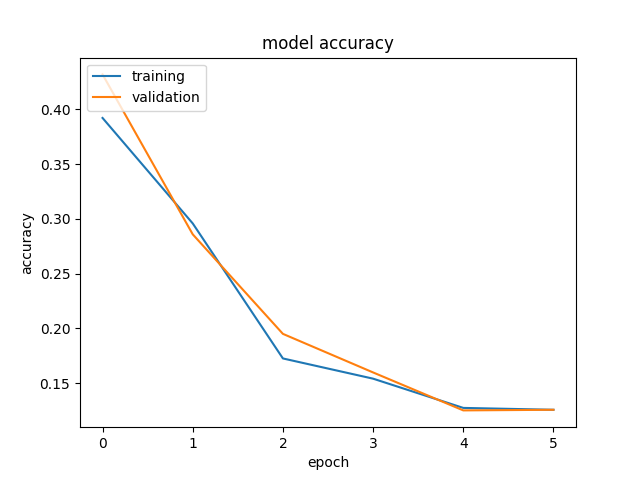 model accuracy
training
validation
0.40
0.35
0.30
0.25
0.20
0.15
accuracy
0 1 2 3 4 5
epoch